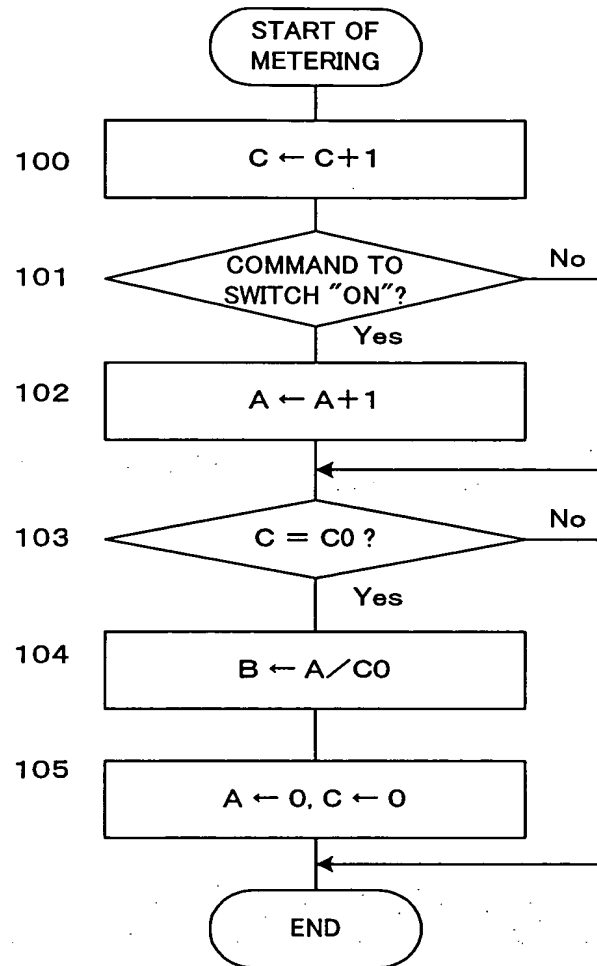 START OF
METERING
100
C ← C+1
101
COMMAND TO
SWITCH "ON"?
No
Yes
102
A ← A+1
103
C = C0 ?
No
Yes
104
B ← A／C0
105
A ← 0, C ← 0
END